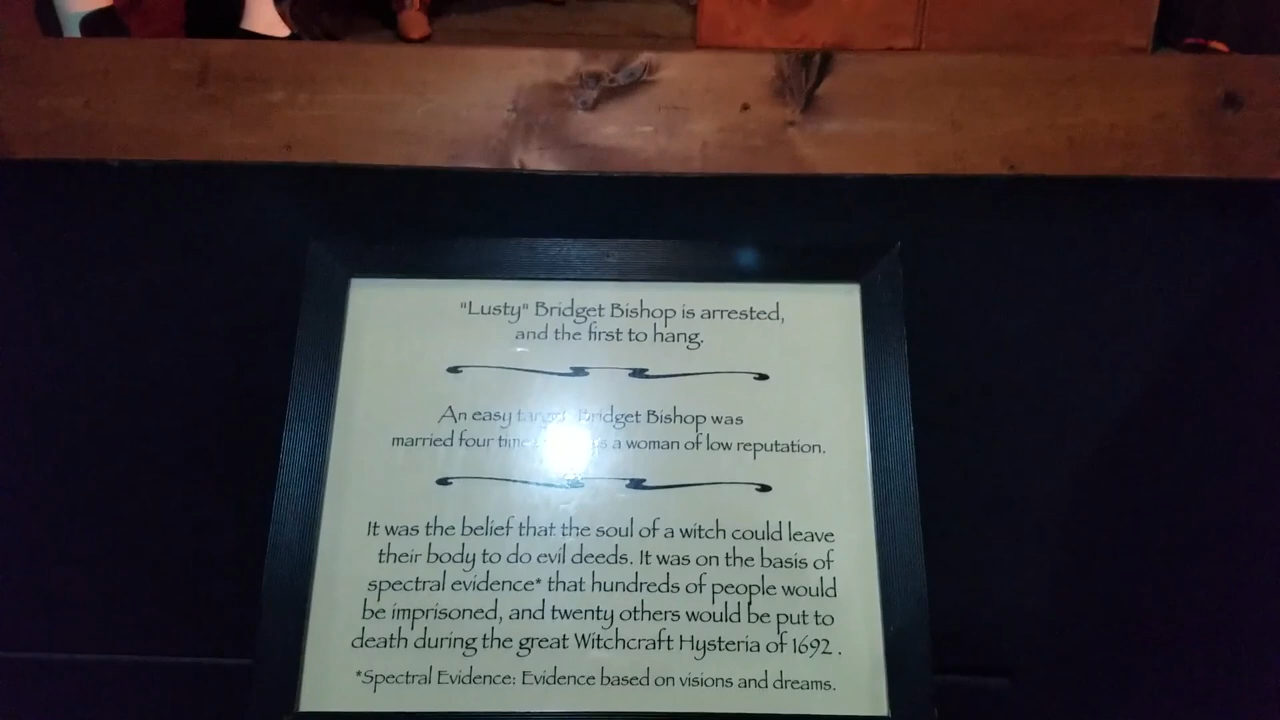 "Lusty" Bridget Bishop is arrested,
and the first to hang.
An easy target, Bridget Bishop was
married four time a woman of low reputation.
It was the belief that the soul of a witch could leave
their body to do evil deeds. It was on the basis of
spectral evidence* that hundreds of people would
be imprisoned, and twenty others would be put to
death during the great Witchcraft Hysteria of 1692.
*Spectral Evidence: Evidence based on visions and dreams.